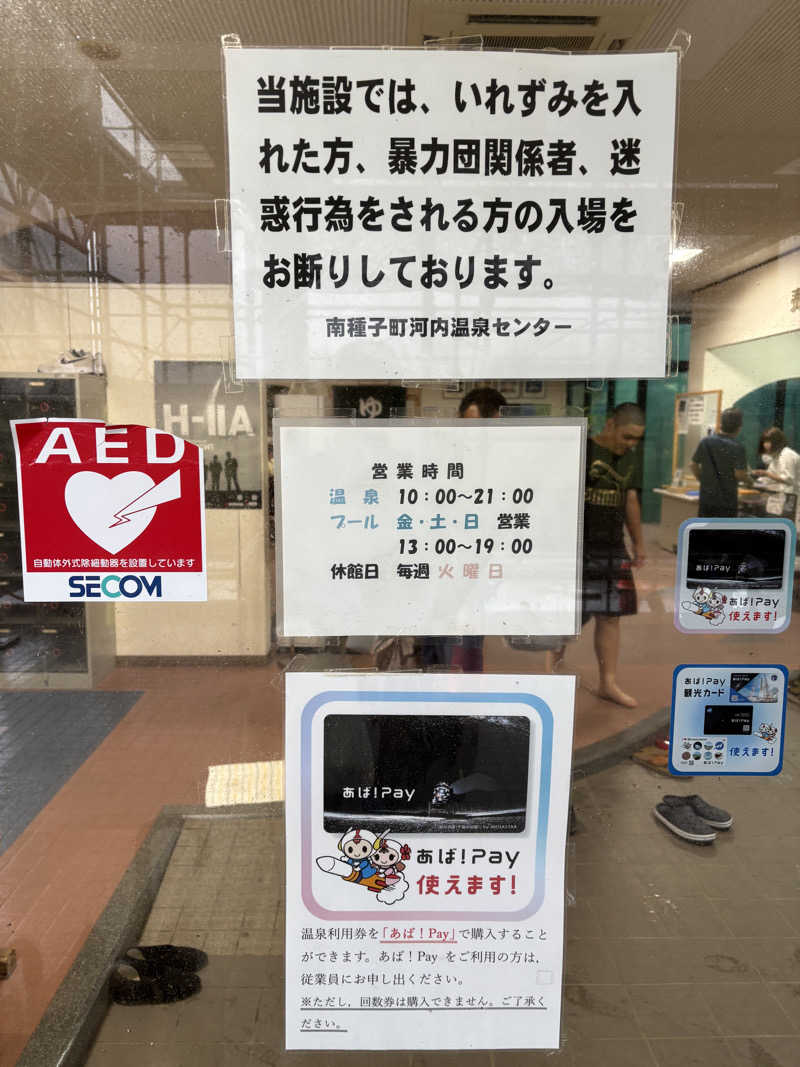 当施設では、いれずみを入
れた方、暴力団関係者、迷
惑行為をされる方の入場を
お断りしております。
南種子町河内温泉センター
AED
自動体外式除細動器を設置しています
SECOM
H-IIA
ゆ
営業時間
温泉 10：00～21：00
プール 金・土・日 営業
13：00～19：00
休館日 毎週火曜日
あば！Pay
あば！Pay
使えます！
温泉利用券を「あば！Pay」で購入すること
ができます。あば！Pay をご利用の方は、
従業員にお申し出ください。
※ただし、回数券は購入できません。ご了承く
ださい。
あば！Pay
あば！Pay
使えます！
あば！Pay
観光カード
使えます！